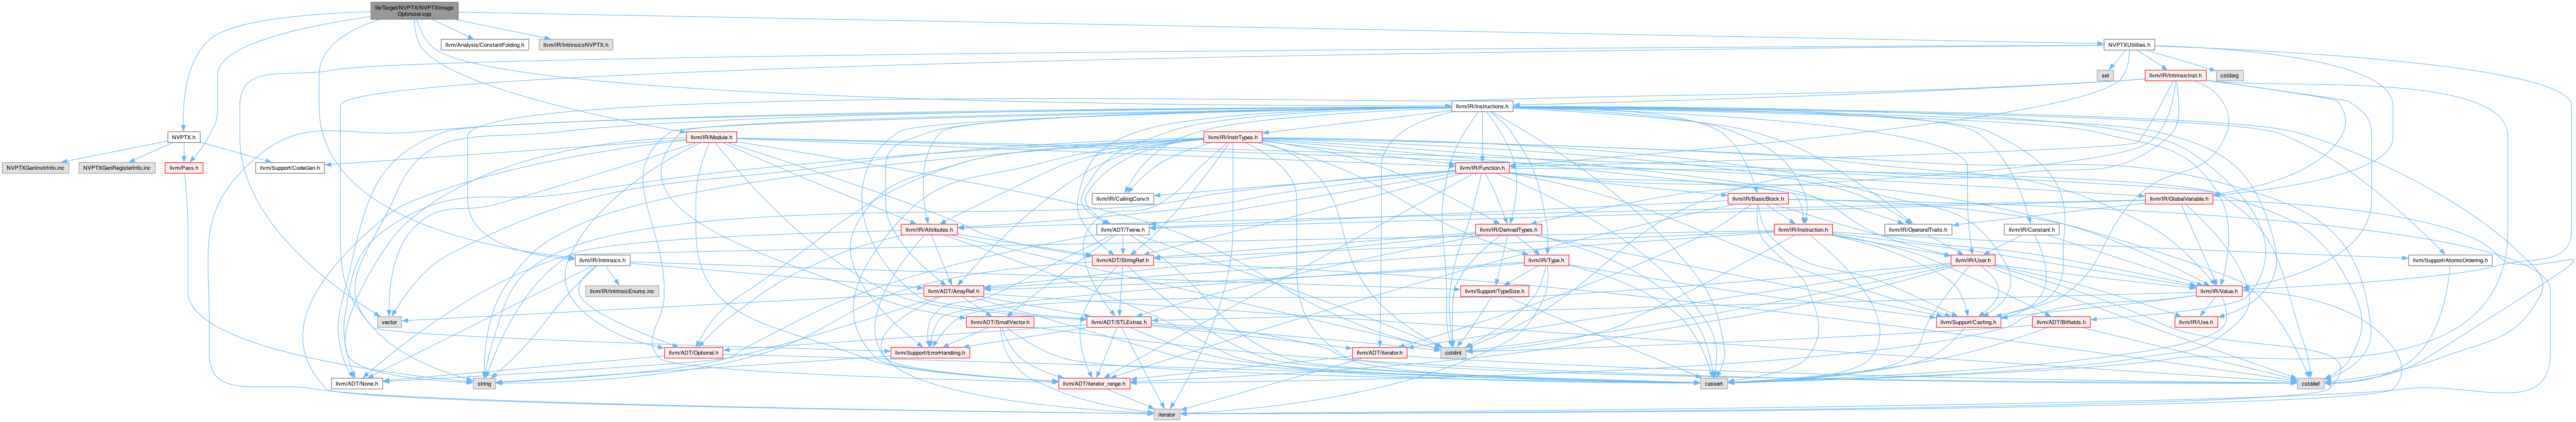 lib/Target/NVPTX/NVPTXImage
Optimizer.cpp
llvm/Analysis/ConstantFolding.h
llvm/IR/IntrinsicsNVPTX.h
NVPTXUtilities.h
set
llvm/IR/IntrinsicInst.h
cstdarg
llvm/IR/Instructions.h
NVPTX.h
llvm/IR/Module.h
llvm/IR/InstrTypes.h
NVPTXGenInstrInfo.inc
NVPTXGenRegisterInfo.inc
llvm/Pass.h
llvm/Support/CodeGen.h
llvm/IR/Function.h
llvm/IR/CallingConv.h
llvm/IR/BasicBlock.h
llvm/IR/GlobalVariable.h
llvm/IR/Attributes.h
llvm/ADT/Twine.h
llvm/IR/DerivedTypes.h
llvm/IR/Instruction.h
llvm/IR/OperandTraits.h
llvm/IR/Constant.h
llvm/IR/Intrinsics.h
llvm/ADT/StringRef.h
llvm/IR/Type.h
llvm/IR/User.h
llvm/Support/AtomicOrdering.h
llvm/IR/IntrinsicEnums.inc
llvm/ADT/ArrayRef.h
llvm/Support/TypeSize.h
llvm/IR/Value.h
vector
llvm/ADT/SmallVector.h
llvm/ADT/STLExtras.h
llvm/Support/Casting.h
llvm/ADT/Bitfields.h
llvm/IR/Use.h
llvm/ADT/Optional.h
llvm/Support/ErrorHandling.h
cstdint
llvm/ADT/iterator.h
llvm/ADT/None.h
string
llvm/ADT/iterator_range.h
cassert
cstddef
iterator